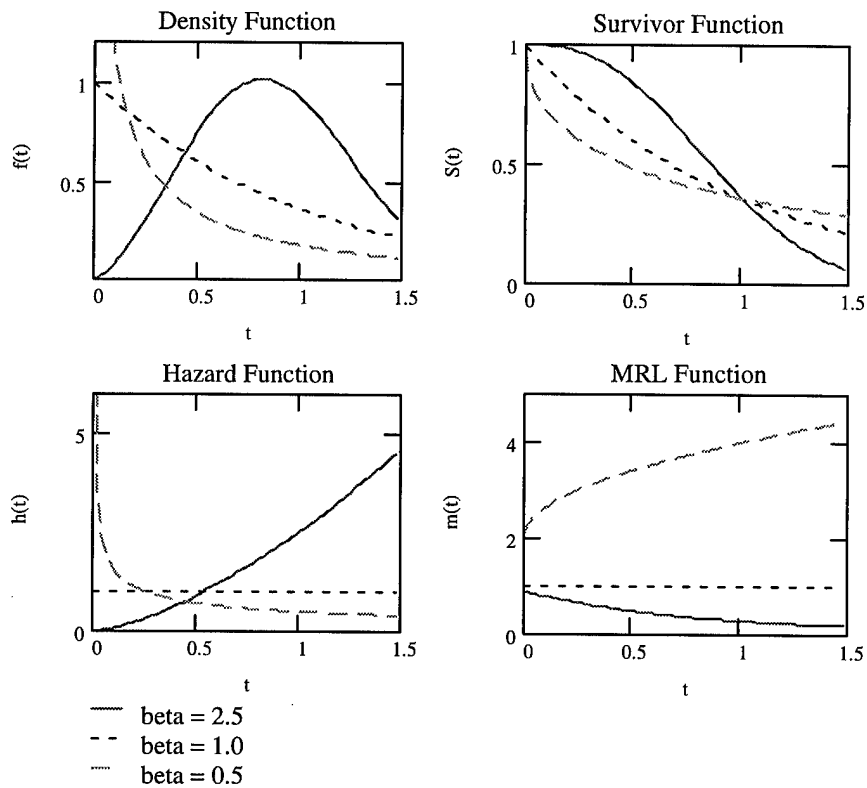 Density Function
1
f(t)
0.5
0
0.5
1
1.5
t
Survivor Function
1
S(t)
0.5
0
0
0.5
1
1.5
t
Hazard Function
5
h(t)
0
0
0.5
1
1.5
t
MRL Function
4
m(t)
2
0
0
0.5
1
1.5
t
beta = 2.5
beta = 1.0
beta = 0.5